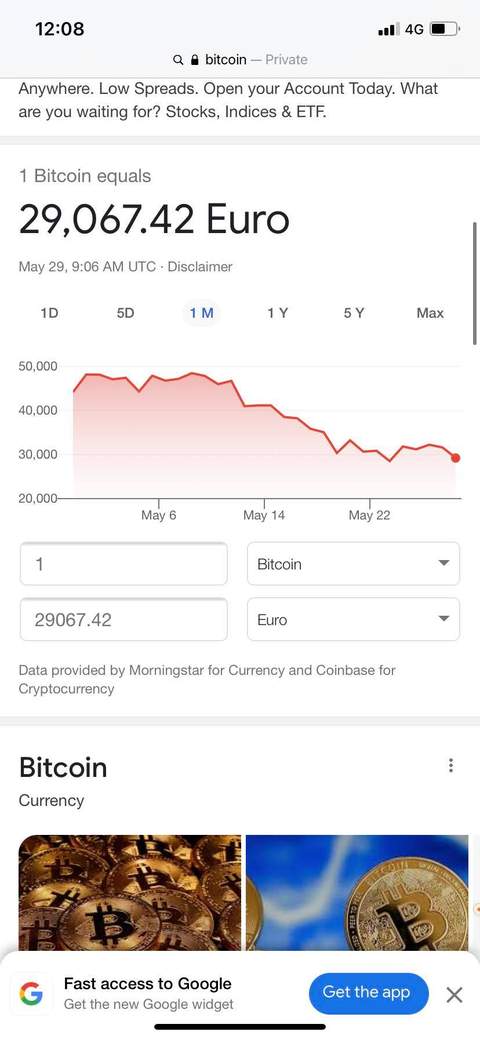 12:08
4G
bitcoin — Private
Anywhere. Low Spreads. Open your Account Today. What
are you waiting for? Stocks, Indices & ETF.
1 Bitcoin equals
29,067.42 Euro
May 29, 9:06 AM UTC · Disclaimer
1D 5D 1 M 1 Y 5 Y Max
50,000
40,000
30,000
20,000
May 6 May 14 May 22
1 Bitcoin
29067.42 Euro
Data provided by Morningstar for Currency and Coinbase for
Cryptocurrency
Bitcoin
Currency
Fast access to Google
Get the new Google widget
Get the app